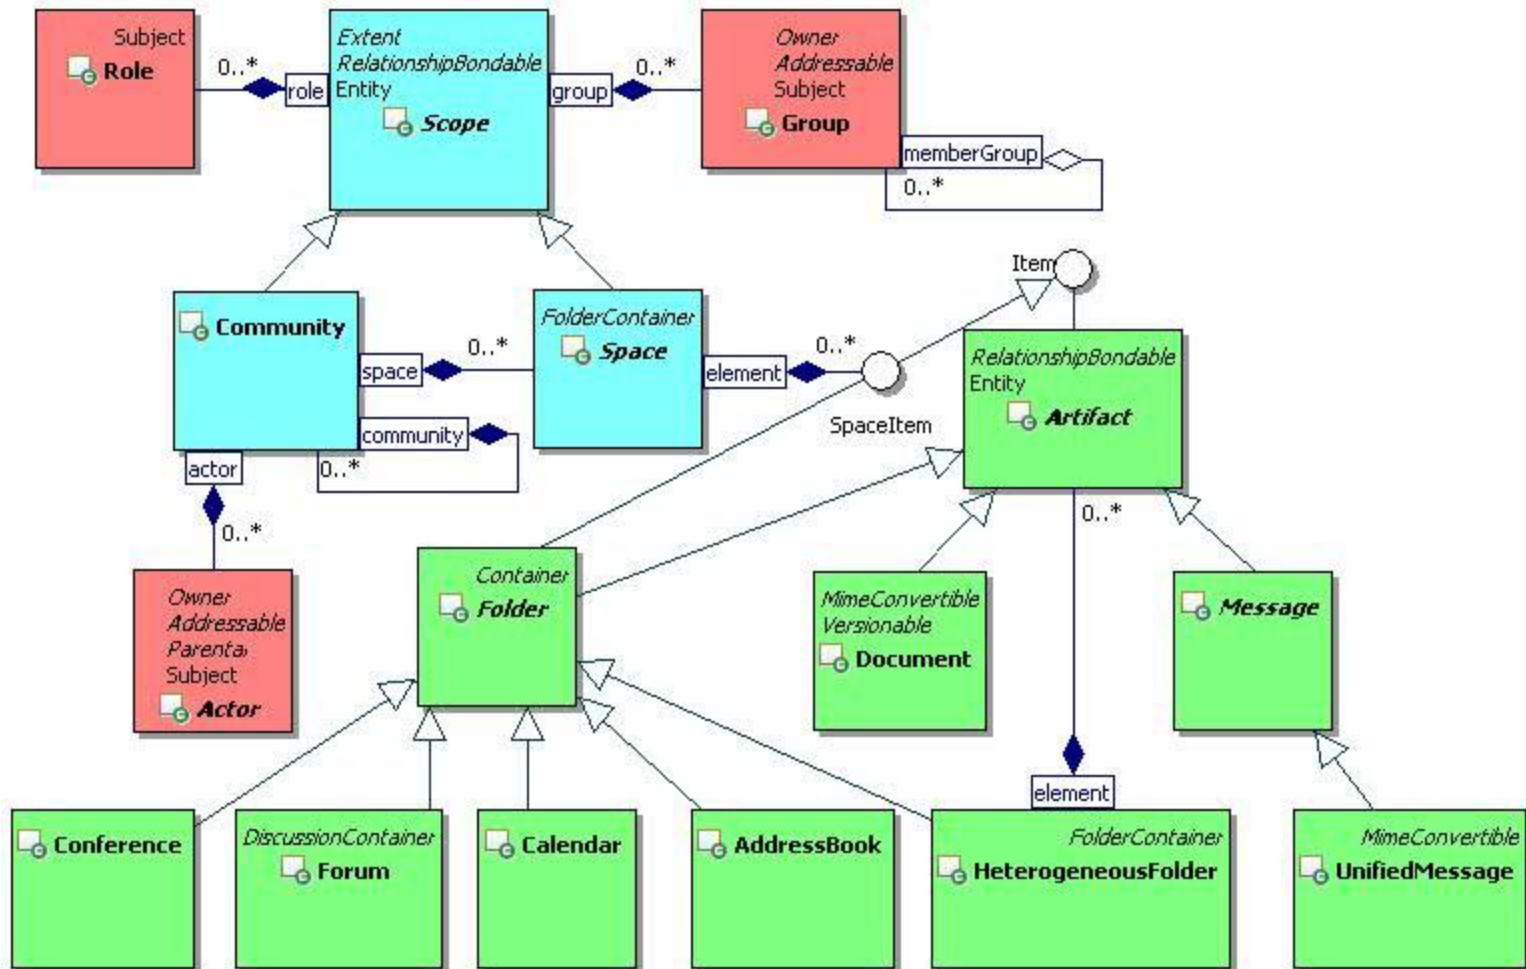 Subject
Role
0..*
role
Extent
RelationshipBondable
Entity
Scope
group
0..*
Owner
Addressable
Subject
Group
memberGroup
0..*
Item
Community
space
0..*
community
0..*
actor
0..*
FolderContainer
Space
element
0..*
SpaceItem
RelationshipBondable
Entity
Artifact
0..*
Owner
Addressable
Subject
Actor
Container
Folder
MimeConvertible
Versionable
Document
Message
element
Conference
DiscussionContainer
Forum
Calendar
AddressBook
FolderContainer
HeterogeneousFolder
MimeConvertible
UnifiedMessage